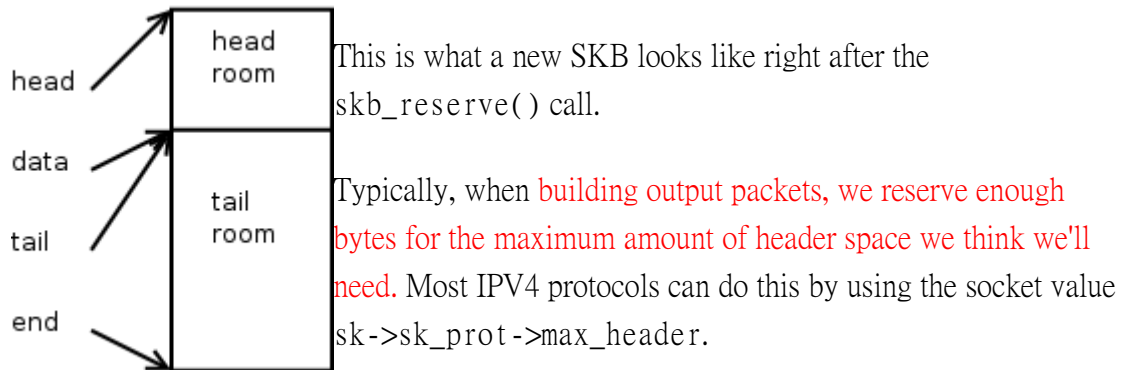 head
data
tail
end
head
room
tail
room
This is what a new SKB looks like right after the
skb_reserve() call.
Typically, when building output packets, we reserve enough
bytes for the maximum amount of header space we think we'll
need. Most IPV4 protocols can do this by using the socket value
sk->sk_prot->max_header.